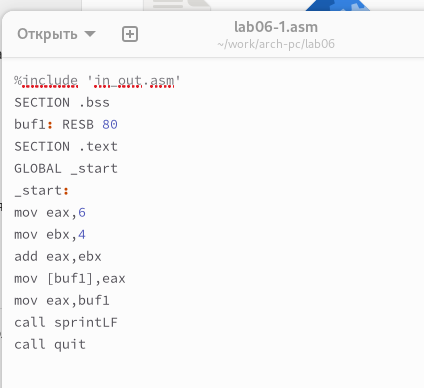 Открыть
lab06-1.asm
~/work/arch-pc/lab06
%include 'in_out.asm'
SECTION .bss
buf1: RESB 80
SECTION .text
GLOBAL _start
_start:
mov eax,6
mov ebx,4
add eax,ebx
mov [buf1],eax
mov eax,buf1
call sprintLF
call quit